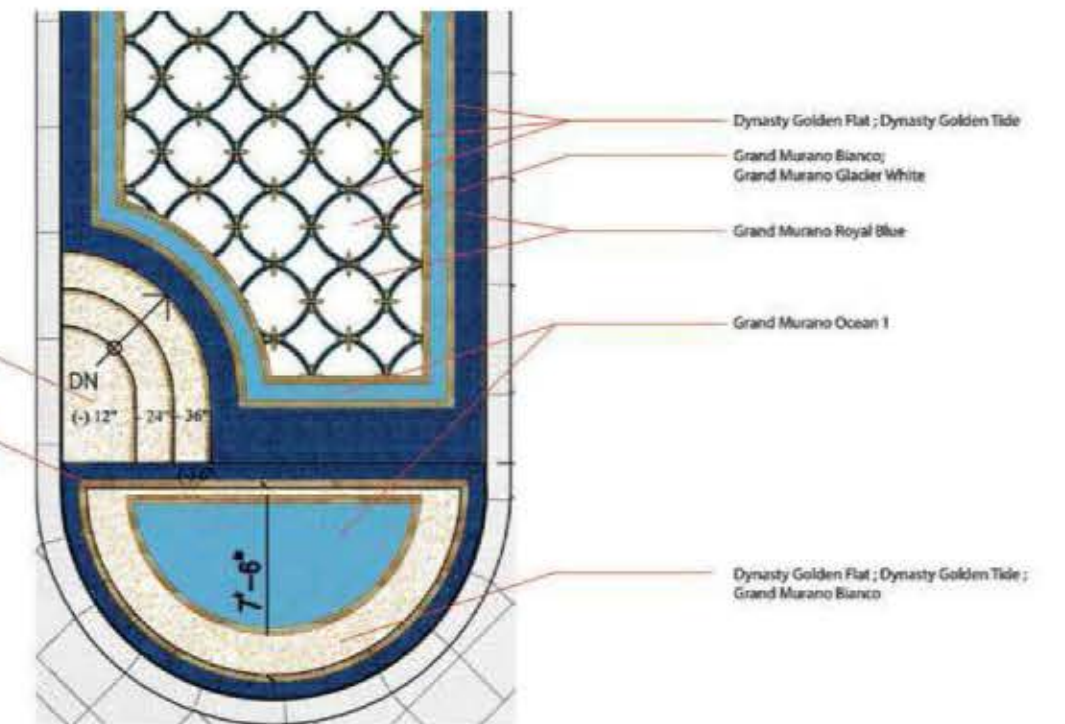 Dynasty Golden Flat ; Dynasty Golden Tide
Grand Murano Bianco;
Grand Murano Glacier White
Grand Murano Royal Blue
Grand Murano Ocean 1
DN
(-) 12" - 24" - 36"
7'-6"
Dynasty Golden Flat ; Dynasty Golden Tide ;
Grand Murano Bianco